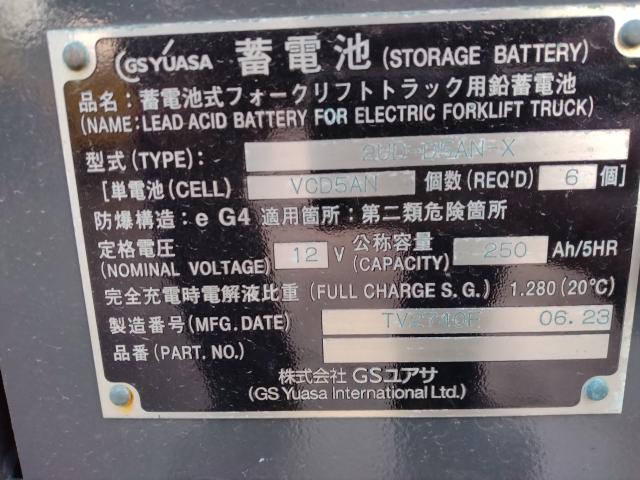 GS YUASA 蓄電池 (STORAGE BATTERY)
品名:蓄電池式フォークリフトトラック用鉛蓄電池
(NAME: LEAD ACID BATTERY FOR ELECTRIC FORKLIFT TRUCK)
型式(TYPE): AN-X
[単電池(CELL) VCD5AN 個数(REQ'D) 6 個]
防爆構造:e G4 適用箇所:第二類危険箇所
定格電圧 12 V 公称容量 250 Ah/5HR
(NOMINAL VOLTAGE) (CAPACITY)
完全充電時電解液比重 (FULL CHARGE S.G.) 1.280(20°C)
製造番号(MFG.DATE) 06.23
品番(PART.NO.)
株式会社 GSユアサ
(GS Yuasa International Ltd.)